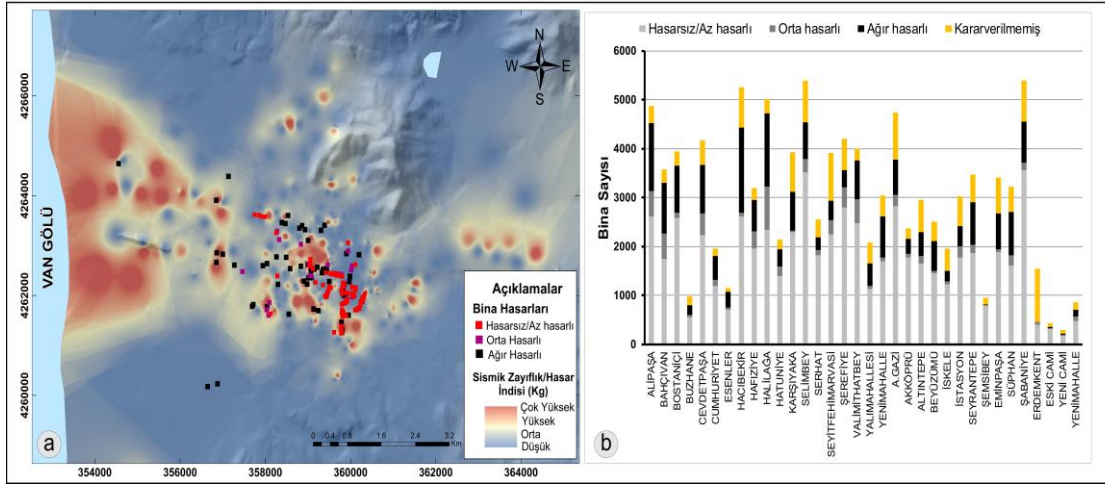 N
W E
S
VAN GÖLÜ
4266000
4264000
4262000
4260000
354000 356000 358000 360000 362000 364000
Açıklamalar
Bina Hasarları
Hasarsız/Az hasarlı
Orta Hasarlı
Ağır Hasarlı
Sismik Zayıflık/Hasar
İndisi (Kg)
Çok Yüksek
Yüksek
Orta
Düşük
0 0.4 0.8 1.6 2.4 3.2
Km
a
Hasarsız/Az hasarlı Orta hasarlı Ağır hasarlı Kararverilmemiş
Bina Sayısı
6000
5000
4000
3000
2000
1000
0
ALİPAŞA
BAHÇIVAN
BOSTANİÇİ
BUZHANE
CEVDETPAŞA
CUMHURİYET
ESENLER
HACIBEKİR
HAFIZİYE
HALİLAGA
HATUNİYE
KARŞIYAKA
SELİMBEY
SERHAT
SEYİTFEHİMARVASİ
ŞEREFİYE
VALİMİTHATBEY
YALIMAHALLESİ
YENİMAHALLE
A.GAZİ
AKKÖPRÜ
ALTINTEPE
BEYÜZÜMÜ
İSKELE
İSTASYON
SEYRANTEPE
ŞEMSİBEY
EMİNPAŞA
SÜPHAN
ŞABANİYE
ERDEMKENT
ESKİ CAMİ
YENİ CAMİ
YENİMAHALLE
b